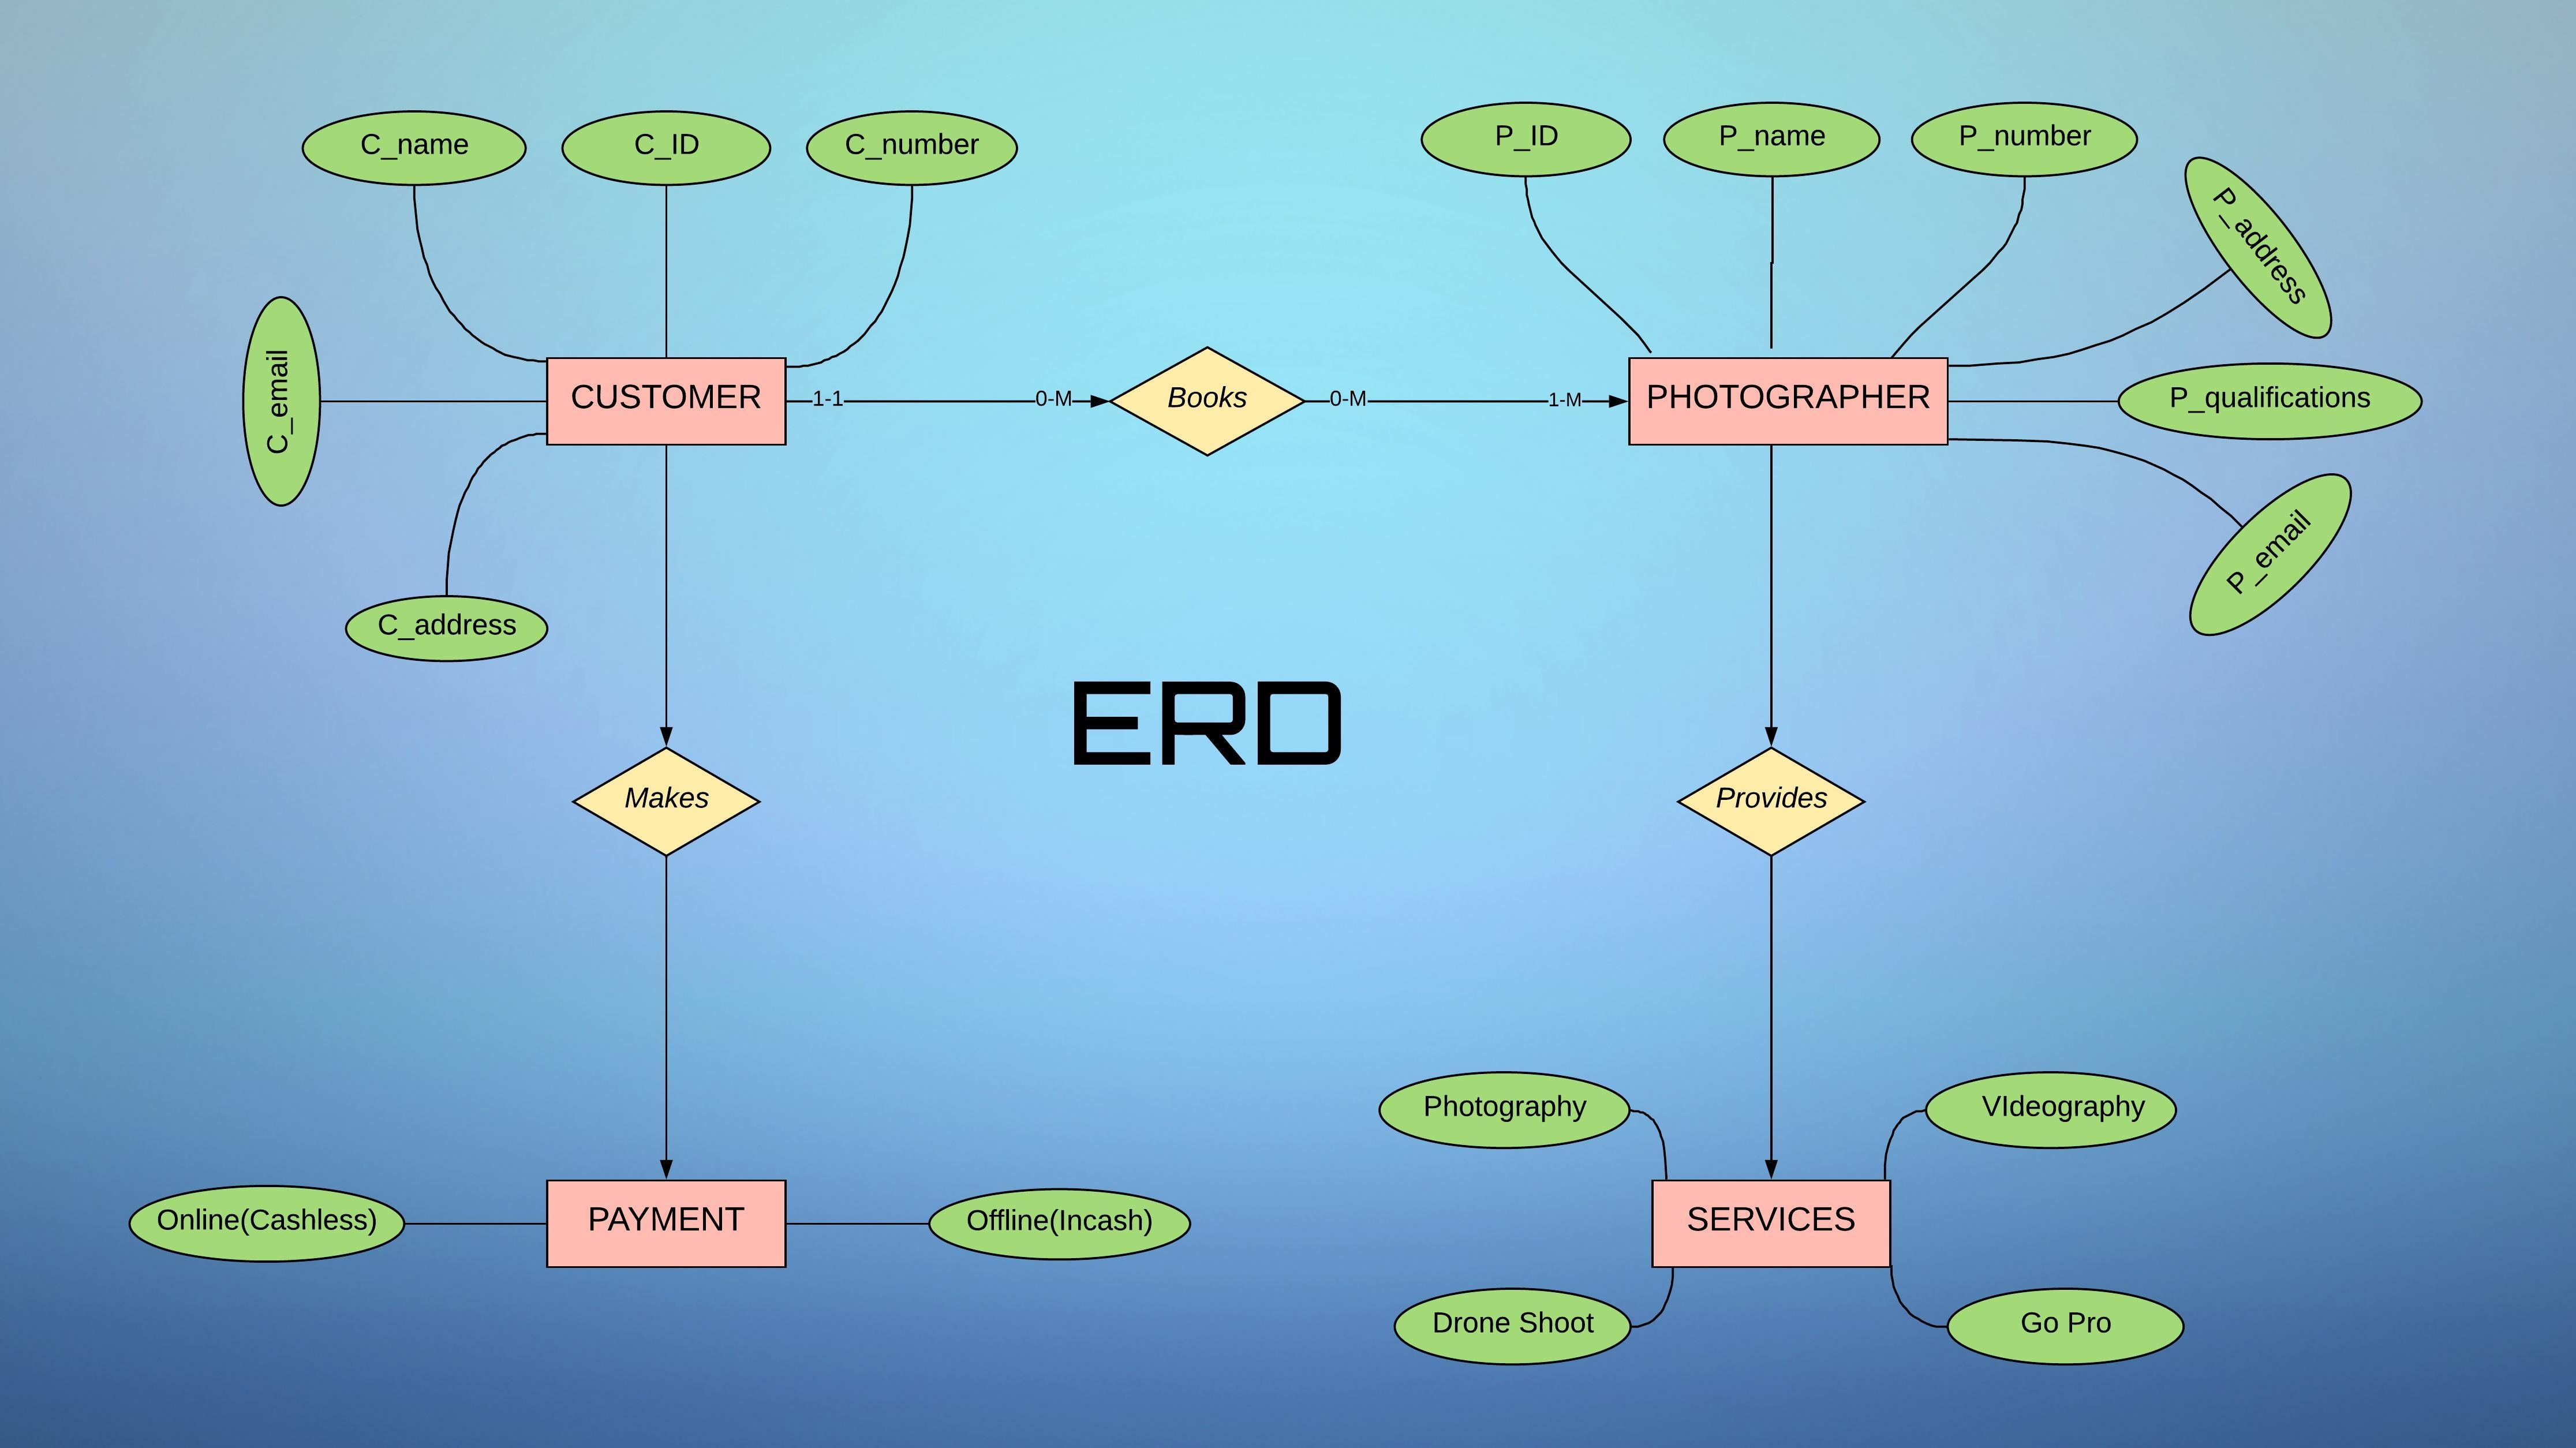 C_name
C_ID
C_number
P_ID
P_name
P_number
P_address
C_email
CUSTOMER
1-1
0-M
Books
0-M
1-M
PHOTOGRAPHER
P_qualifications
P_email
C_address
ERD
Makes
Provides
Photography
VIdeography
Online(Cashless)
PAYMENT
Offline(Incash)
SERVICES
Drone Shoot
Go Pro